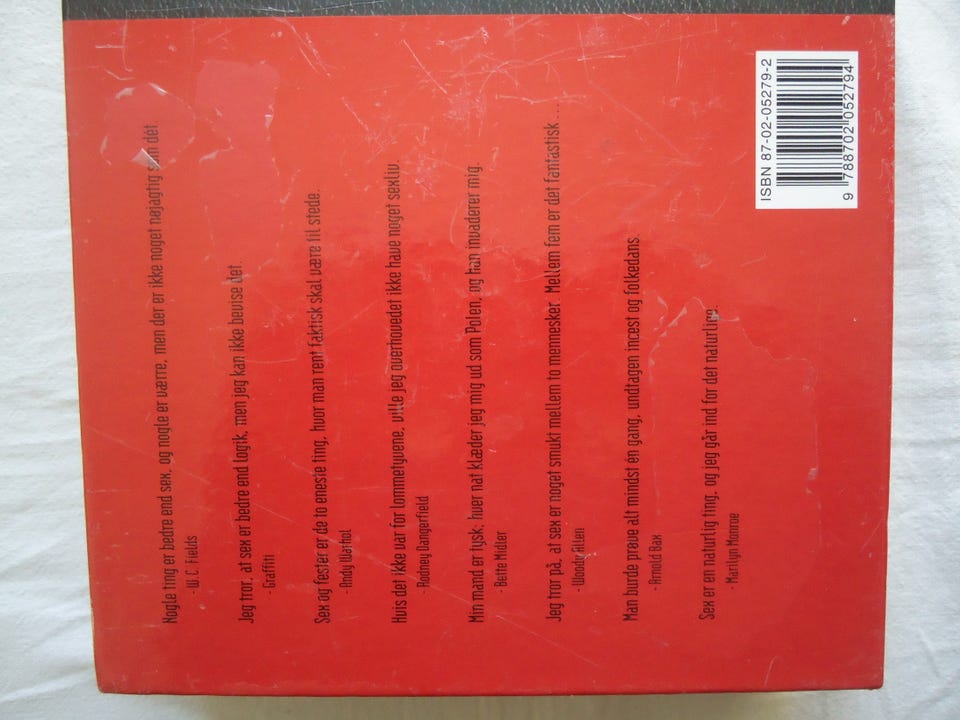 Nogle ting er bedre end sex, og nogle er værre, men der er ikke noget nøjagtig som dét
- W. C. Fields
Jeg tror, at sex er bedre end logik, men jeg kan ikke bevise det.
- Graffiti
Sex og fester er de to eneste ting, hvor man rent faktisk skal være til stede.
- Andy Warhol
Hvis det ikke var for lommetyvene, ville jeg overhovedet ikke have noget sexliv.
- Rodney Dangerfield
Min mand er tysk; hver nat klæder jeg mig ud som Polen, og han invaderer mig.
- Bette Midler
Jeg tror på, at sex er noget smukt mellem to mennesker. Mellem fem er det fantastisk ...
- Woody Allen
Man burde prøve alt mindst én gang, undtagen incest og folkedans.
- Arnold Bax
Sex er en naturlig ting, og jeg går ind for det naturlige.
- Marilyn Monroe
ISBN 87-02-05279-2
9 788702 052794